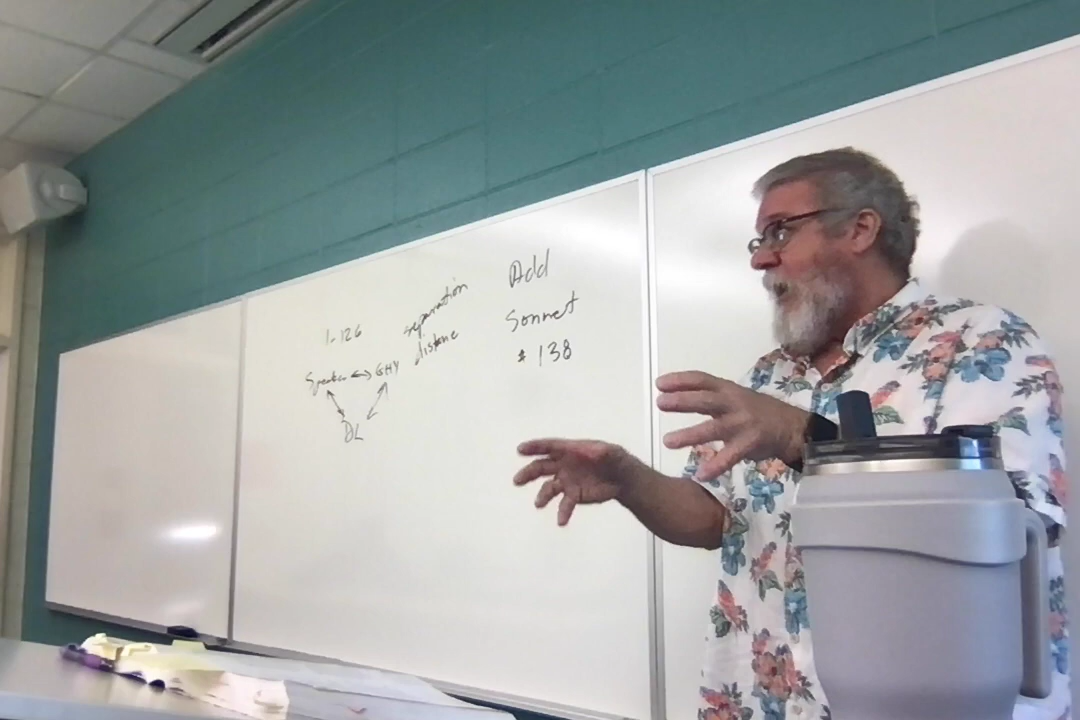 1-126
Speaker ↔ GHY
DL
separation
distance
Add
Sonnet
# 138